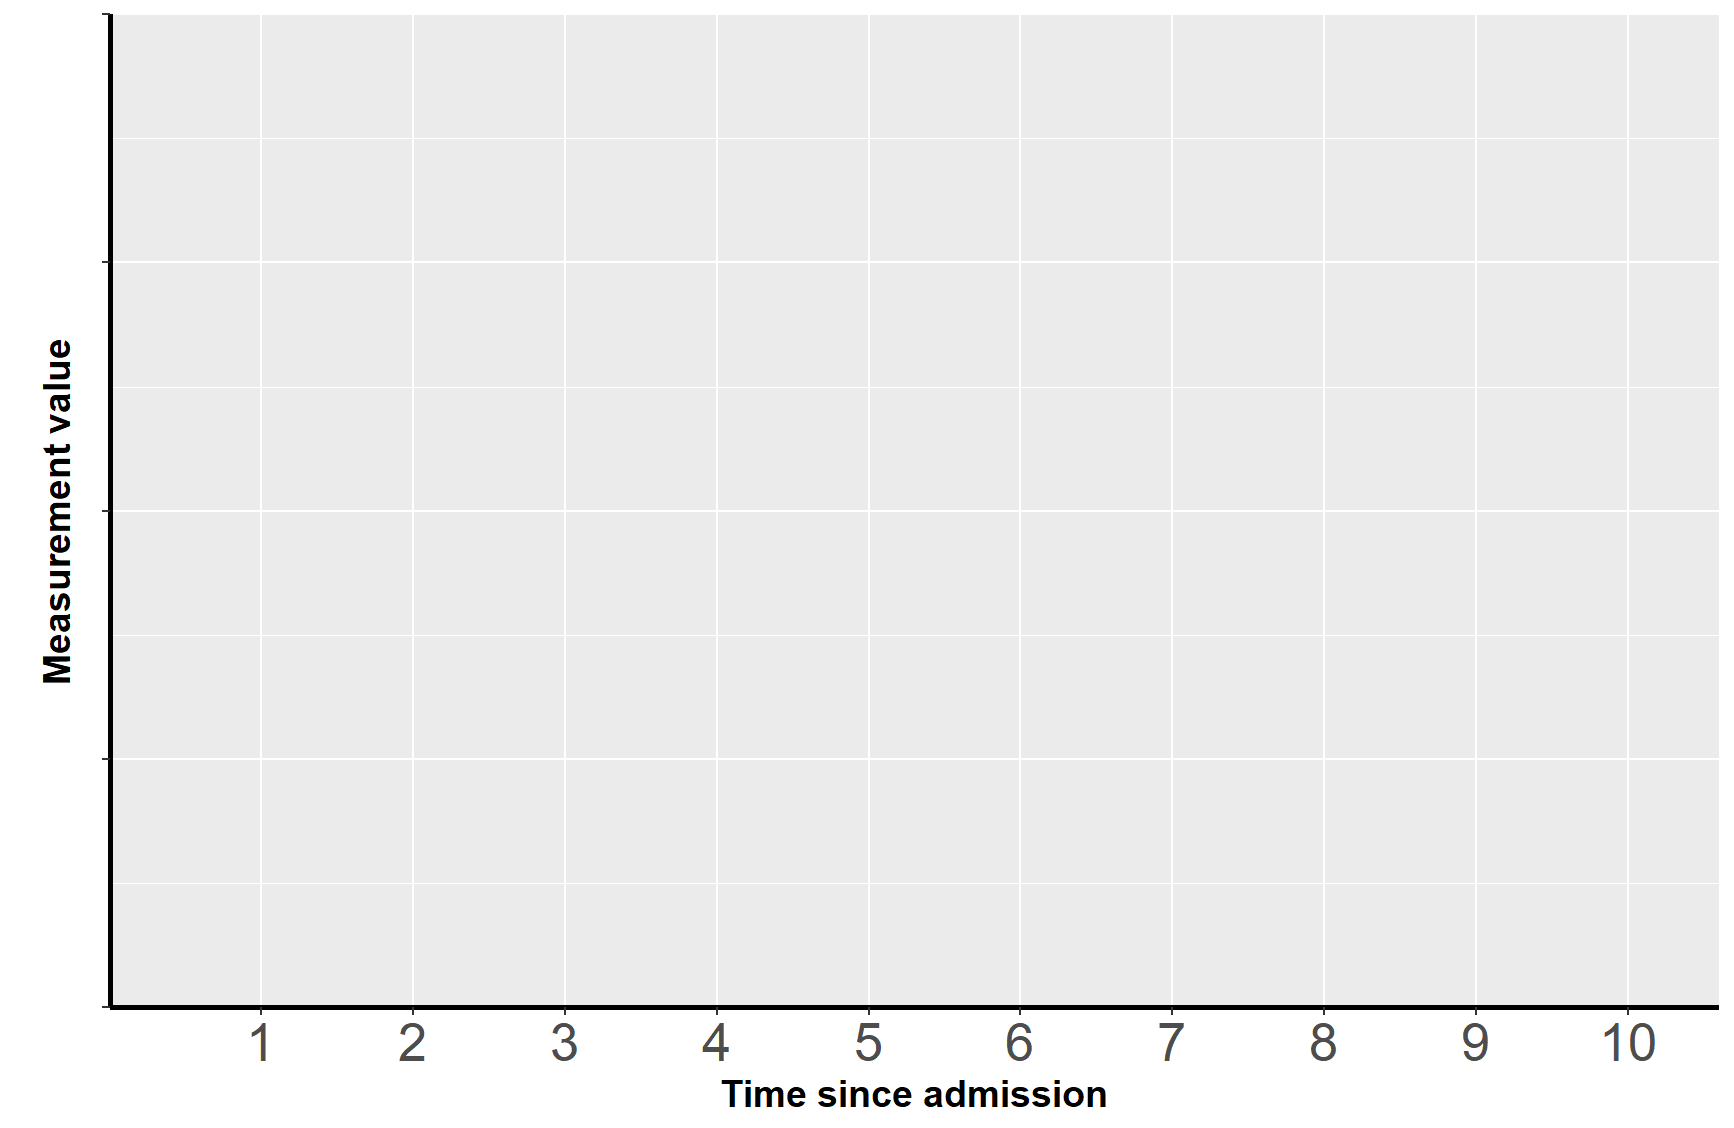 Measurement value
1 2 3 4 5 6 7 8 9 10
Time since admission